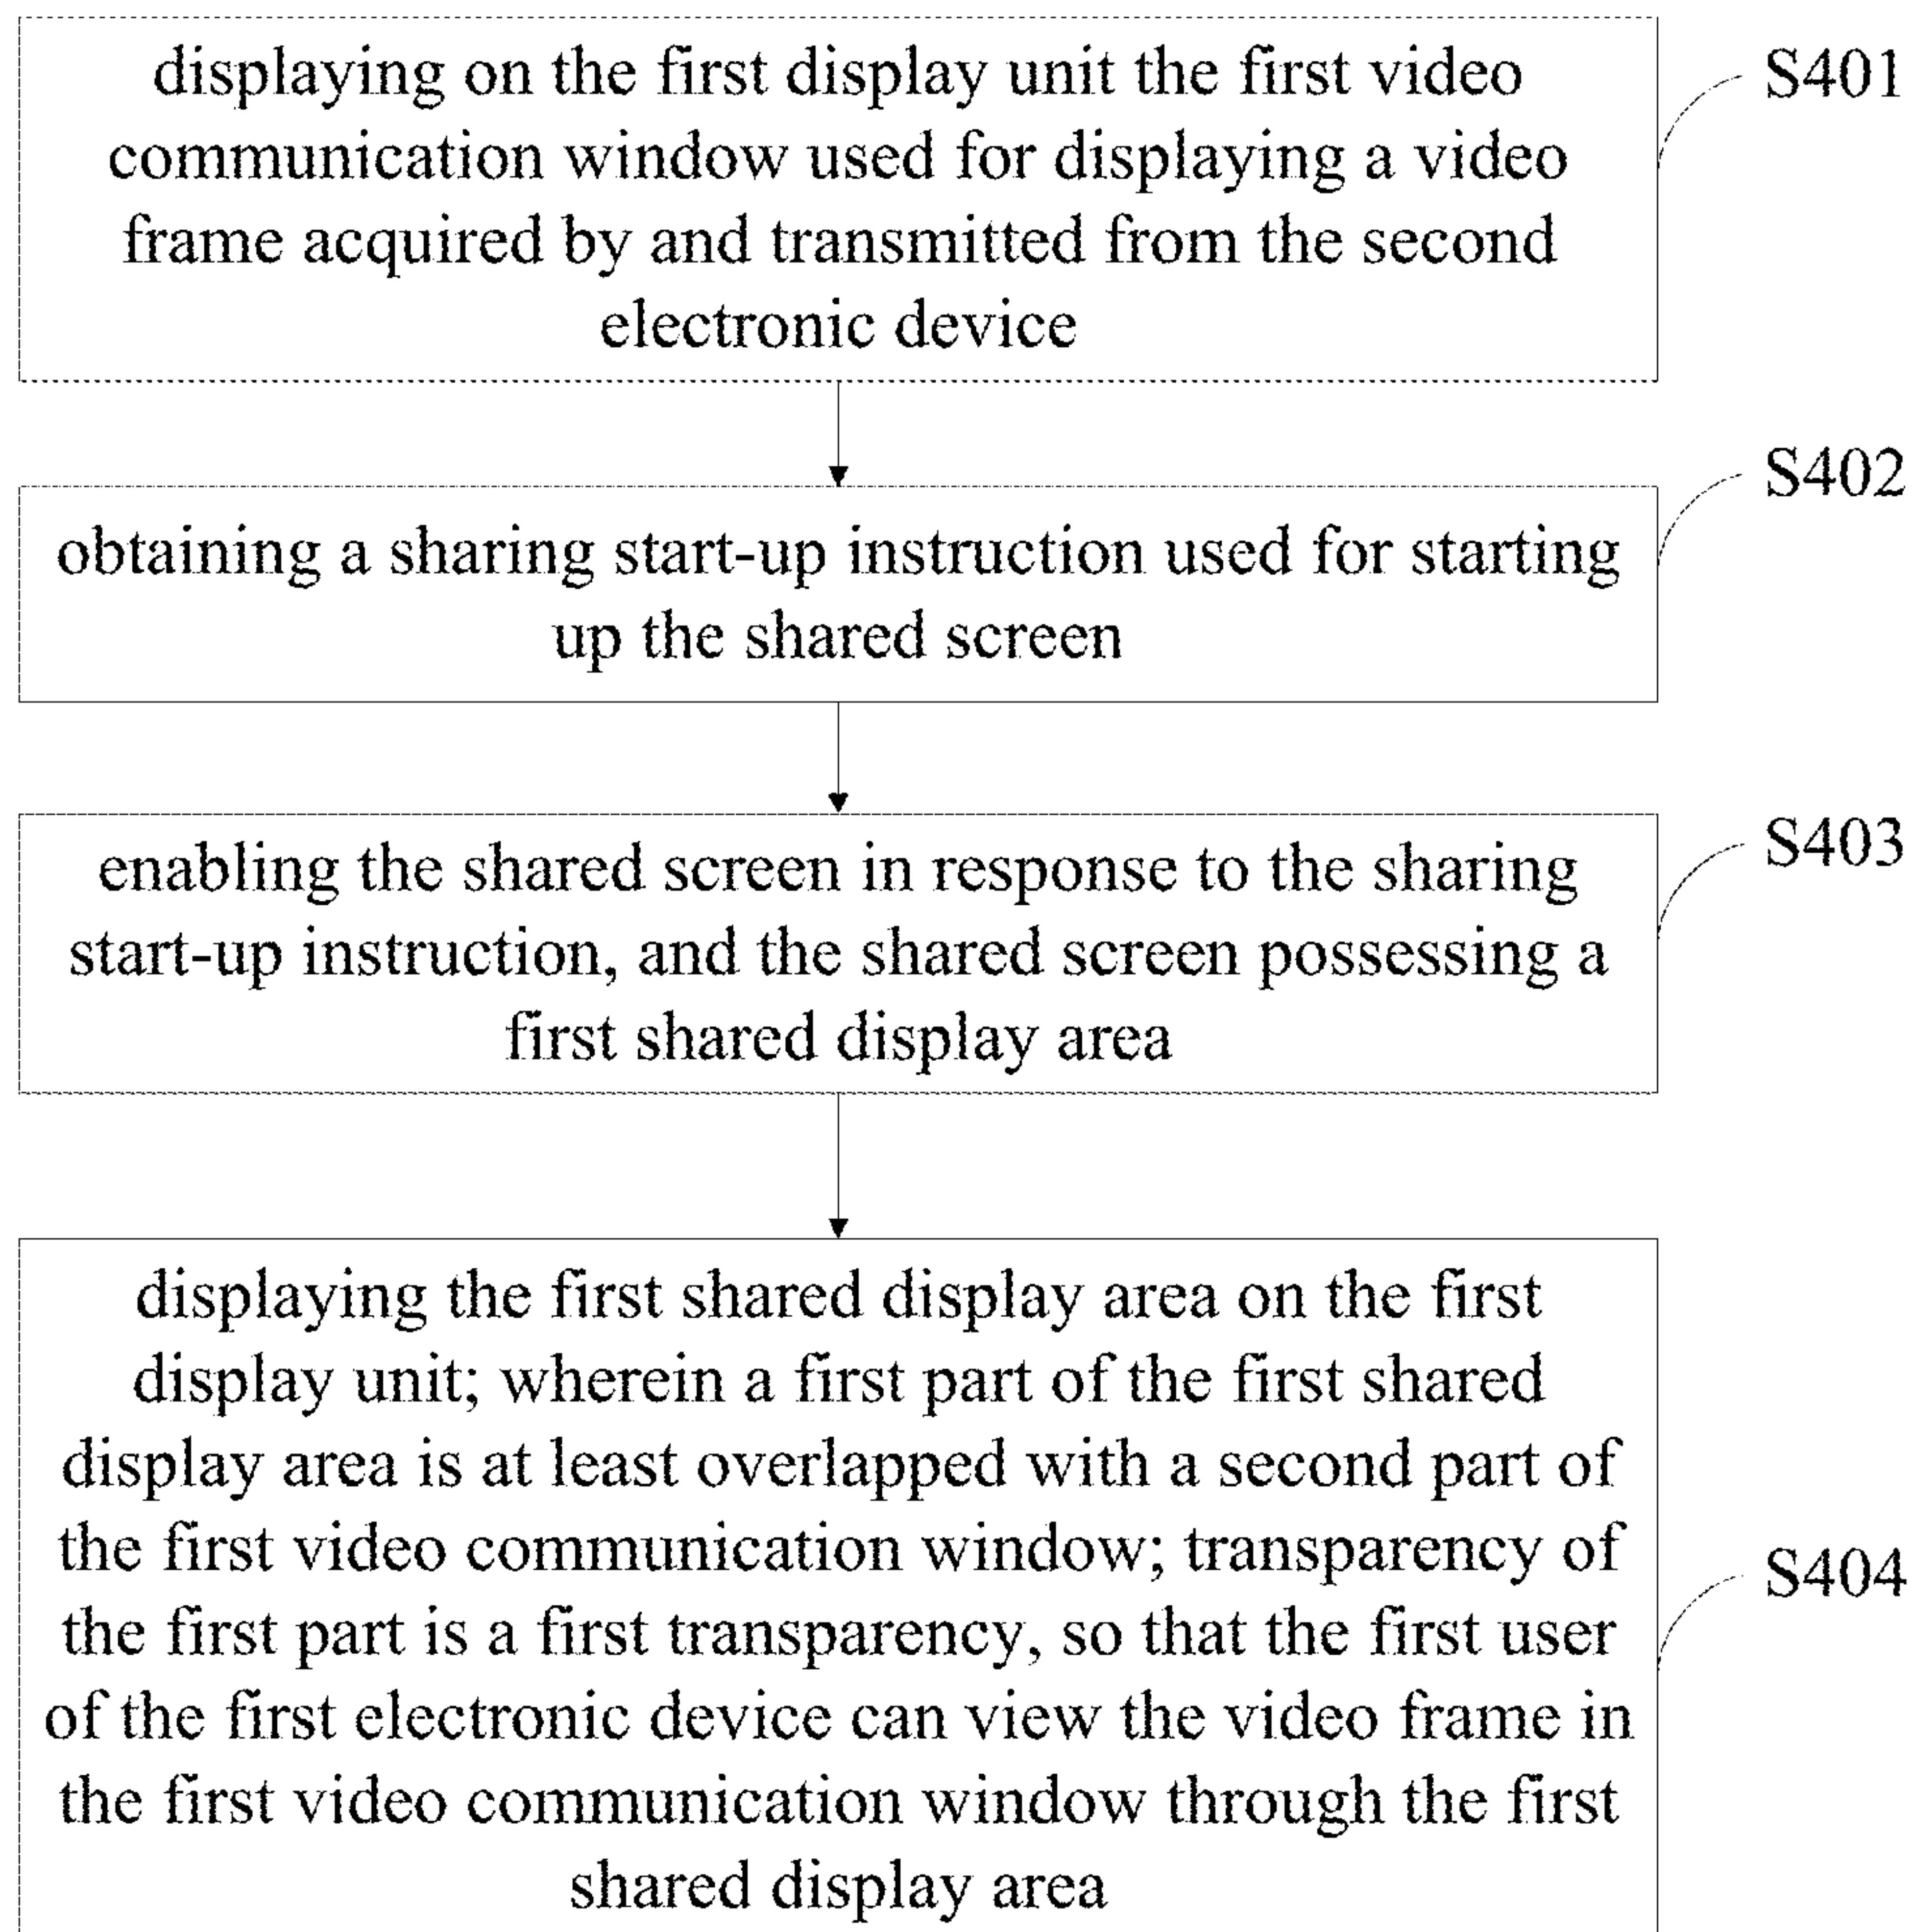 displaying on the first display unit the first video
communication window used for displaying a video
frame acquired by and transmitted from the second
electronic device
S401
obtaining a sharing start-up instruction used for starting
up the shared screen
S402
enabling the shared screen in response to the sharing
start-up instruction, and the shared screen possessing a
first shared display area
S403
displaying the first shared display area on the first
display unit; wherein a first part of the first shared
display area is at least overlapped with a second part of
the first video communication window; transparency of
the first part is a first transparency, so that the first user
of the first electronic device can view the video frame in
the first video communication window through the first
shared display area
S404